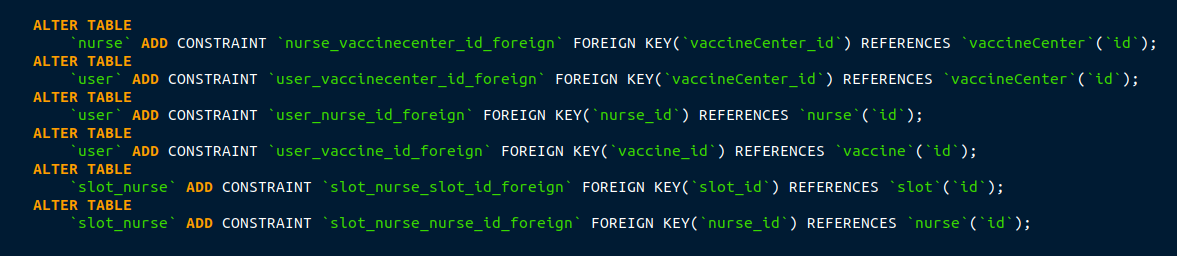 ALTER TABLE
    `nurse` ADD CONSTRAINT `nurse_vaccinecenter_id_foreign` FOREIGN KEY(`vaccineCenter_id`) REFERENCES `vaccineCenter`(`id`);
ALTER TABLE
    `user` ADD CONSTRAINT `user_vaccinecenter_id_foreign` FOREIGN KEY(`vaccineCenter_id`) REFERENCES `vaccineCenter`(`id`);
ALTER TABLE
    `user` ADD CONSTRAINT `user_nurse_id_foreign` FOREIGN KEY(`nurse_id`) REFERENCES `nurse`(`id`);
ALTER TABLE
    `user` ADD CONSTRAINT `user_vaccine_id_foreign` FOREIGN KEY(`vaccine_id`) REFERENCES `vaccine`(`id`);
ALTER TABLE
    `slot_nurse` ADD CONSTRAINT `slot_nurse_slot_id_foreign` FOREIGN KEY(`slot_id`) REFERENCES `slot`(`id`);
ALTER TABLE
    `slot_nurse` ADD CONSTRAINT `slot_nurse_nurse_id_foreign` FOREIGN KEY(`nurse_id`) REFERENCES `nurse`(`id`);